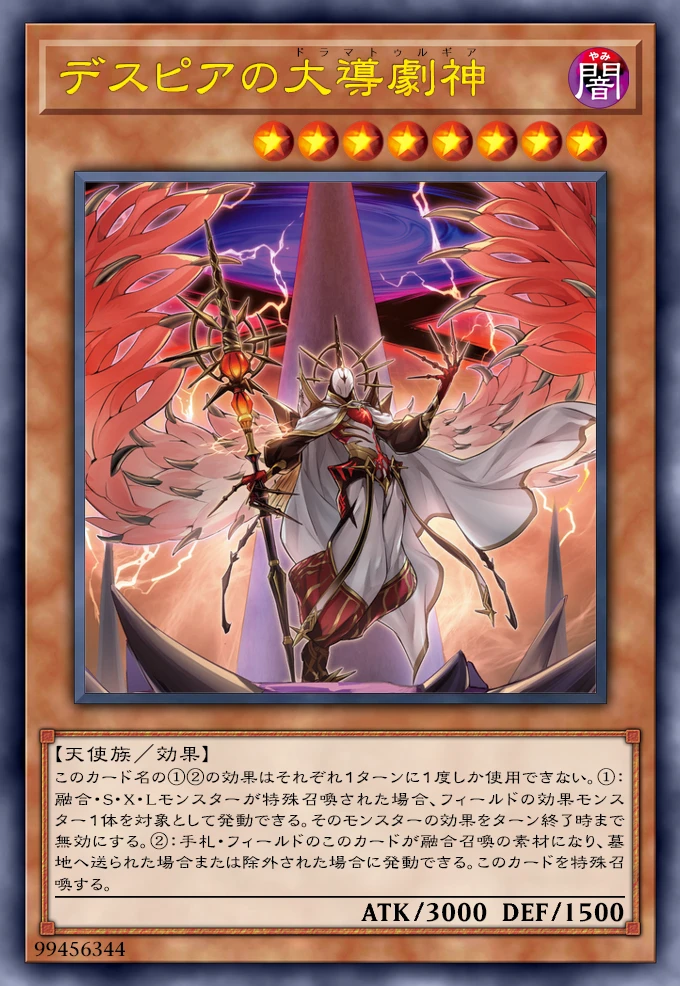 ドラマトゥルギア
デスピアの大導劇神
やみ
闇
【天使族／効果】
このカード名の①②の効果はそれぞれ1ターンに1度しか使用できない。①：
融合・S・X・Lモンスターが特殊召喚された場合、フィールドの効果モンス
ター1体を対象として発動できる。そのモンスターの効果をターン終了時まで
無効にする。②：手札・フィールドのこのカードが融合召喚の素材になり、墓
地へ送られた場合または除外された場合に発動できる。このカードを特殊召
喚する。
ATK/3000 DEF/1500
99456344